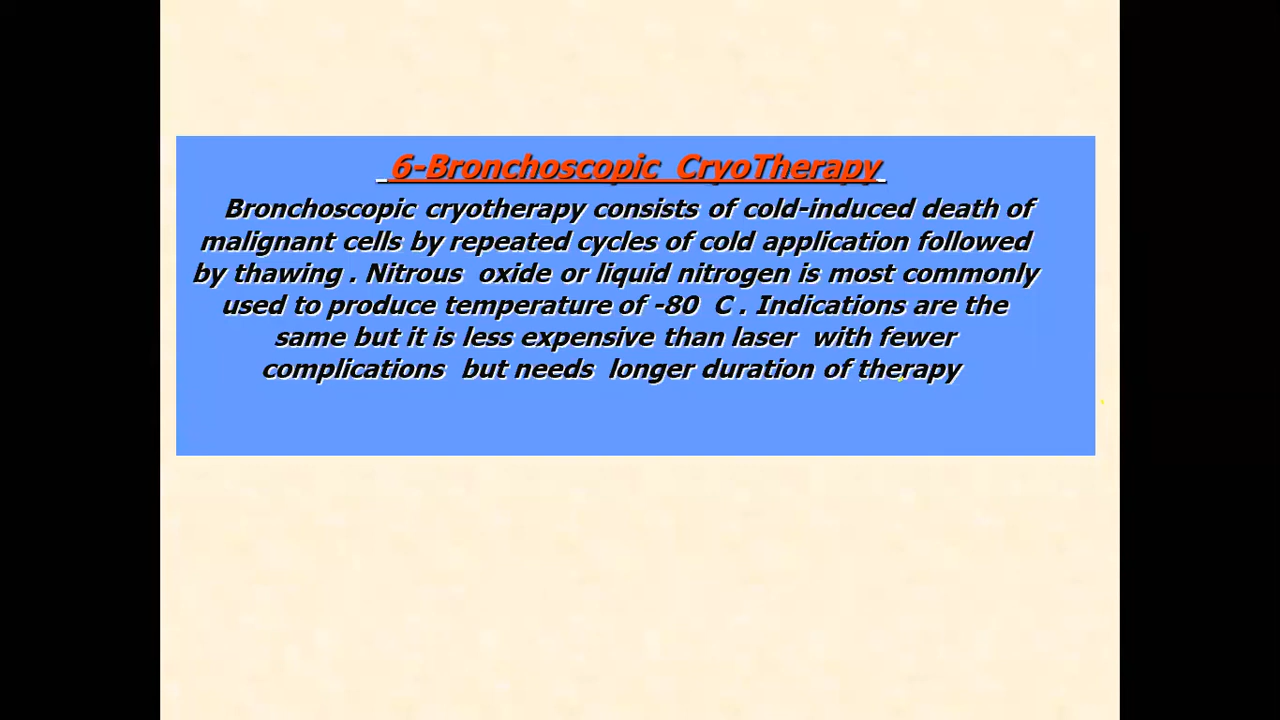 6-Bronchoscopic CryoTherapy
Bronchoscopic cryotherapy consists of cold-induced death of
malignant cells by repeated cycles of cold application followed
by thawing . Nitrous oxide or liquid nitrogen is most commonly
used to produce temperature of -80 C . Indications are the
same but it is less expensive than laser with fewer
complications but needs longer duration of therapy